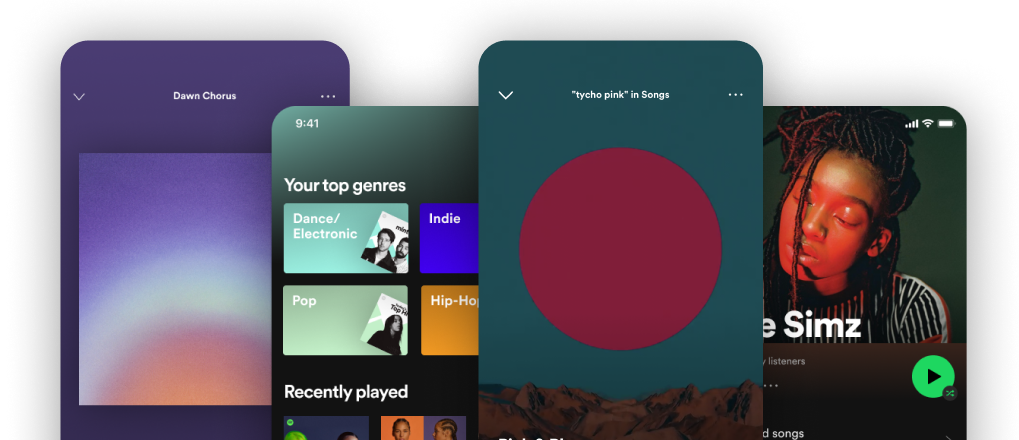 Dawn Chorus
9:41
Your top genres
Dance/
Electronic
Indie
Pop
Hip-Hop
Recently played
"tycho pink" in Songs
e Simz
listeners
songs